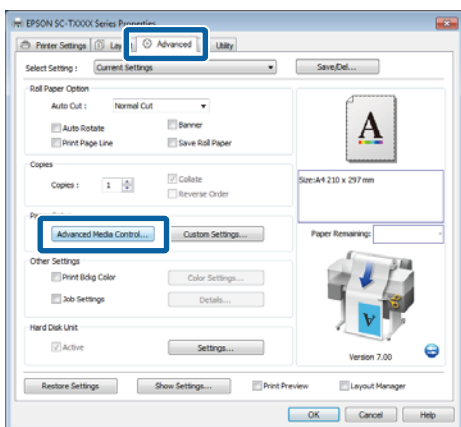 EPSON SC-TXXXX Series Properties
Printer Settings Advanced Utility
Select Setting : Current Settings Save/Del...
Roll Paper Option
Auto Cut : Normal Cut
Auto Rotate Banner
Print Page Line Save Roll Paper
A
Copies
Copies : 1 Collate
Reverse Order
Size:A4 210 x 297 mm
Advanced Media Control... Custom Settings...
Paper Remaining: -
Other Settings
Print Bckg Color Color Settings...
Job Settings Details...
Hard Disk Unit
Active Settings...
Version 7.00
Restore Settings Show Settings... Print Preview Layout Manager
OK Cancel Help